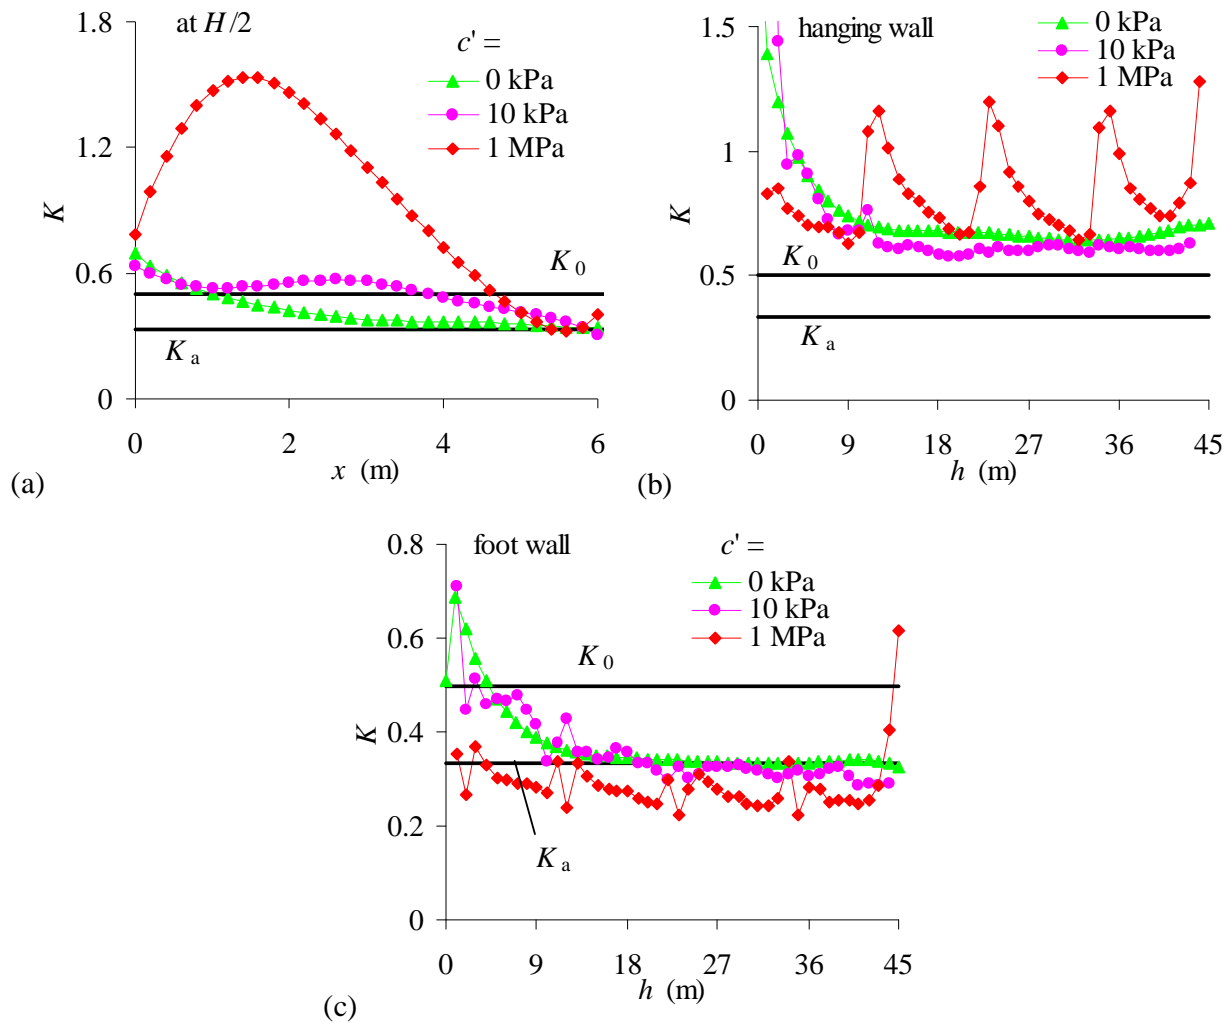 at H/2
c' =
0 kPa
10 kPa
1 MPa
1.8
1.2
0.6
0
K
K0
Ka
0 2 4 6
x (m)
(a)
hanging wall
0 kPa
10 kPa
1 MPa
1.5
1
0.5
0
K
K0
Ka
0 9 18 27 36 45
h (m)
(b)
foot wall
c' =
0 kPa
10 kPa
1 MPa
0.8
0.6
0.4
0.2
0
K
K0
Ka
0 9 18 27 36 45
h (m)
(c)